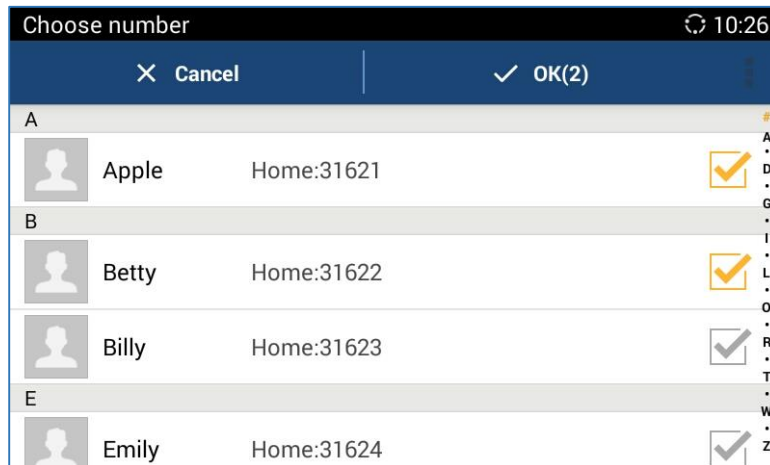 Choose number 10:26
Cancel OK(2)
A
Apple Home:31621
B
Betty Home:31622
Billy Home:31623
E
Emily Home:31624
#
A
D
G
I
L
O
R
T
W
Z